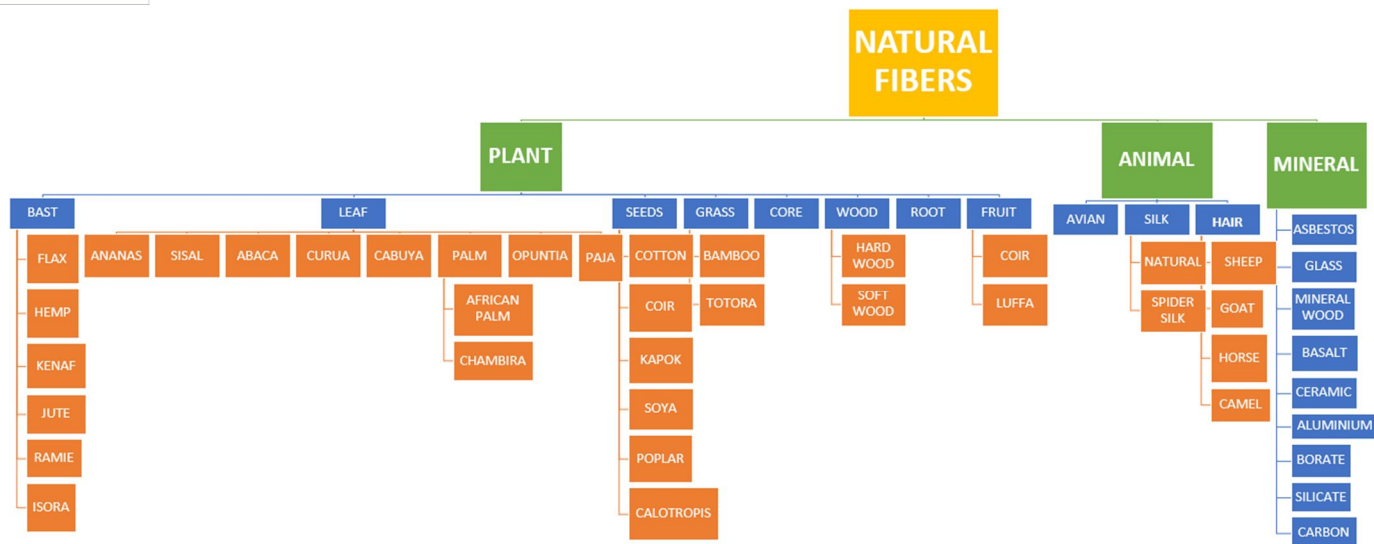 NATURAL
FIBERS
PLANT
ANIMAL
MINERAL
BAST
LEAF
SEEDS
GRASS
CORE
WOOD
ROOT
FRUIT
AVIAN
SILK
HAIR
FLAX
HEMP
KENAF
JUTE
RAMIE
ISORA
ANANAS
SISAL
ABACA
CURUA
CABUYA
PALM
OPUNTIA
PAJA
AFRICAN
PALM
CHAMBIRA
COTTON
COIR
KAPOK
SOYA
POPLAR
CALOTROPIS
BAMBOO
TOTORA
HARD
WOOD
SOFT
WOOD
COIR
LUFFA
NATURAL
SPIDER
SILK
SHEEP
GOAT
HORSE
CAMEL
ASBESTOS
GLASS
MINERAL
WOOD
BASALT
CERAMIC
ALUMINIUM
BORATE
SILICATE
CARBON